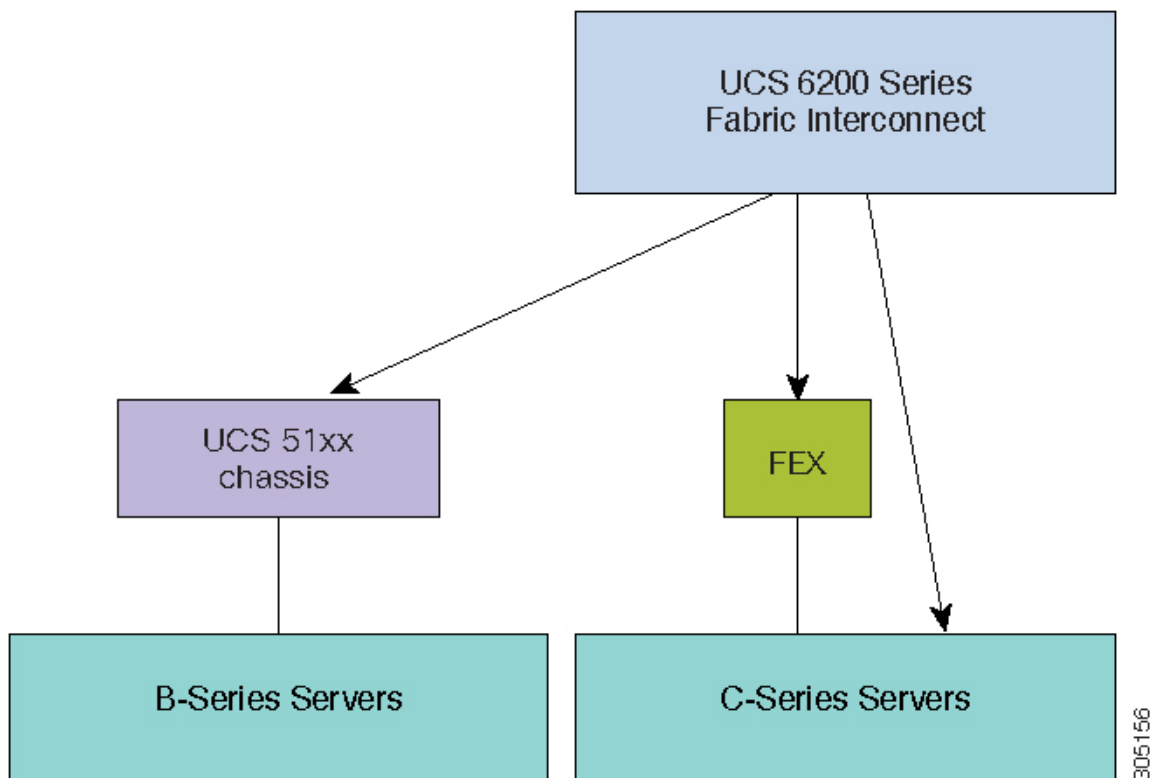 UCS 6200 Series
Fabric Interconnect
UCS 51xx
chassis
FEX
B-Series Servers
C-Series Servers
305156